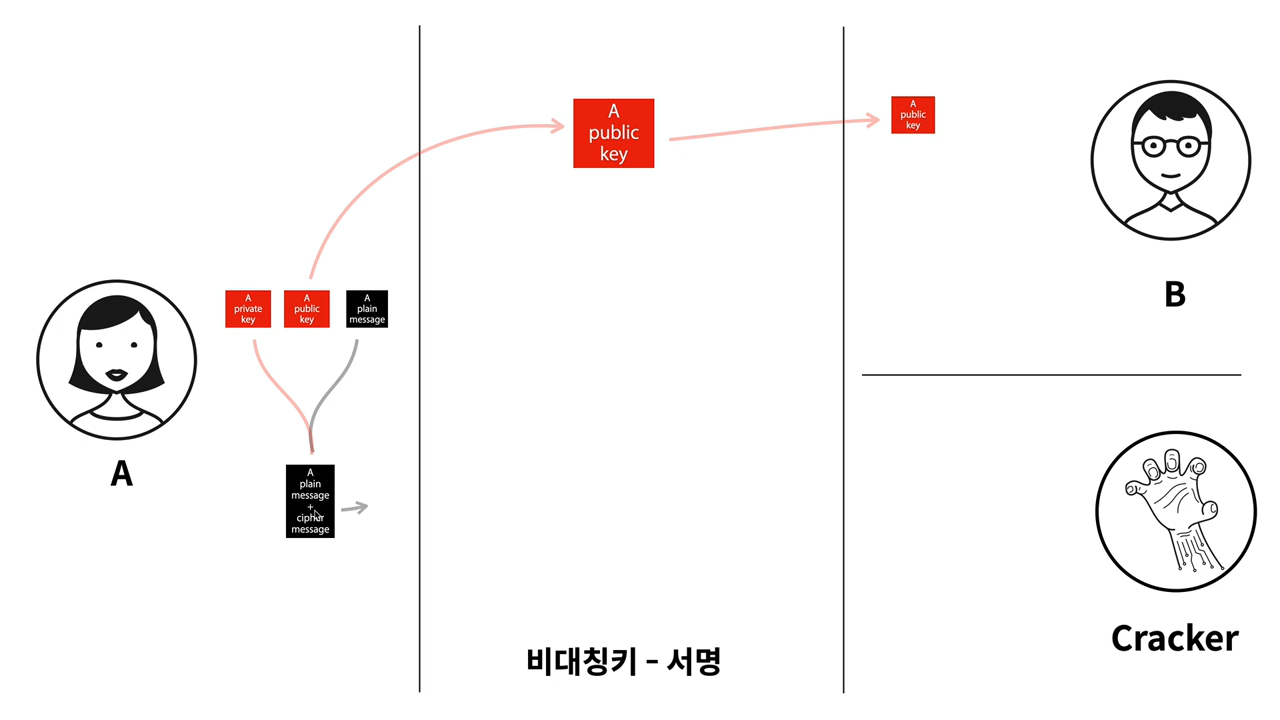 A
public
key
A
public
key
B
A
private
key
A
public
key
A
plain
message
A
A
plain
message
+
cipher
message
Cracker
비대칭키 - 서명